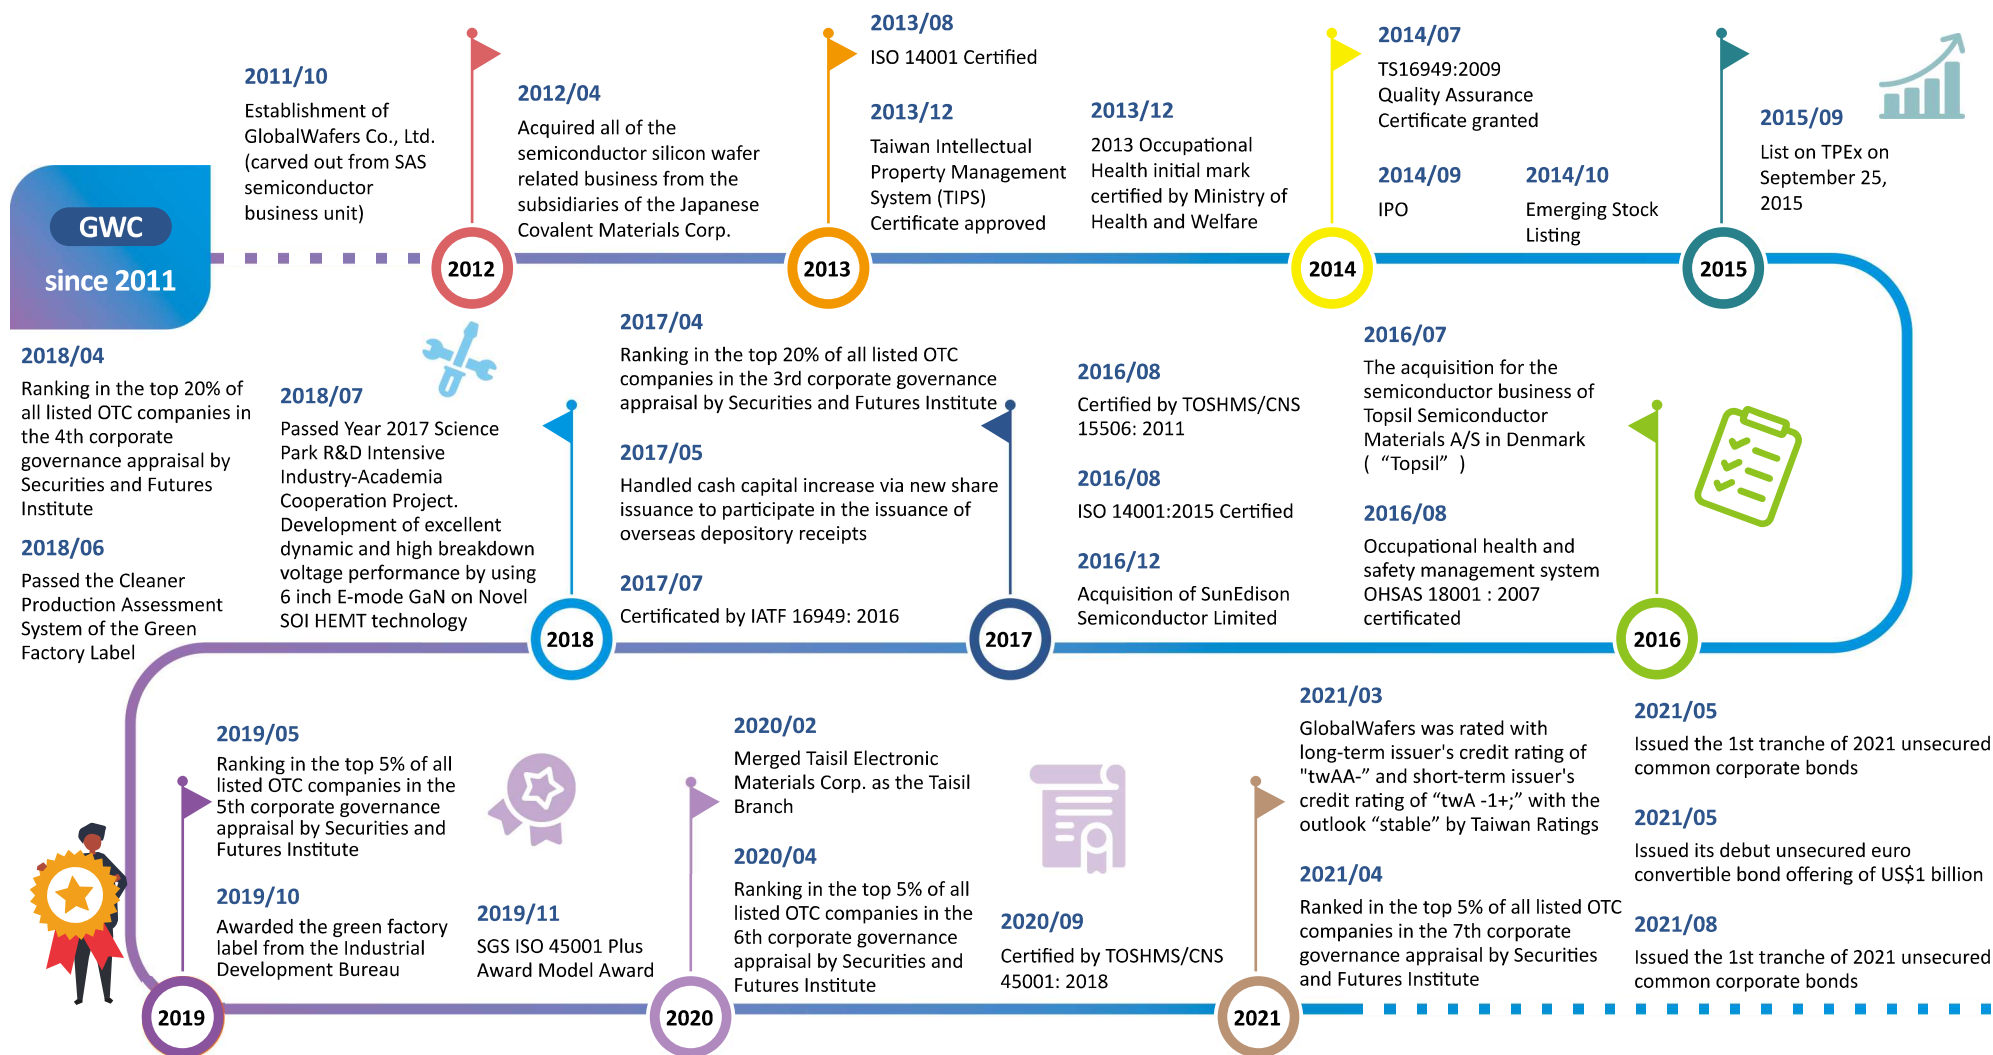 GWC
since 2011
2011/10
Establishment of
GlobalWafers Co., Ltd.
(carved out from SAS
semiconductor
business unit)
2012
2012/04
Acquired all of the
semiconductor silicon wafer
related business from the
subsidiaries of the Japanese
Covalent Materials Corp.
2013
2013/08
ISO 14001 Certified
2013/12
Taiwan Intellectual
Property Management
System (TIPS)
Certificate approved
2013/12
2013 Occupational
Health initial mark
certified by Ministry of
Health and Welfare
2014
2014/07
TS16949:2009
Quality Assurance
Certificate granted
2014/09
IPO
2014/10
Emerging Stock
Listing
2015
2015/09
List on TPEx on
September 25,
2015
2016
2016/07
The acquisition for the
semiconductor business of
Topsil Semiconductor
Materials A/S in Denmark
( “Topsil” )
2016/08
Occupational health and
safety management system
OHSAS 18001 : 2007
certificated
2016/08
Certified by TOSHMS/CNS
15506: 2011
2016/08
ISO 14001:2015 Certified
2016/12
Acquisition of SunEdison
Semiconductor Limited
2017
2017/04
Ranking in the top 20% of all listed OTC
companies in the 3rd corporate governance
appraisal by Securities and Futures Institute
2017/05
Handled cash capital increase via new share
issuance to participate in the issuance of
overseas depository receipts
2017/07
Certificated by IATF 16949: 2016
2018
2018/04
Ranking in the top 20% of
all listed OTC companies in
the 4th corporate
governance appraisal by
Securities and Futures
Institute
2018/06
Passed the Cleaner
Production Assessment
System of the Green
Factory Label
2018/07
Passed Year 2017 Science
Park R&D Intensive
Industry-Academia
Cooperation Project.
Development of excellent
dynamic and high breakdown
voltage performance by using
6 inch E-mode GaN on Novel
SOI HEMT technology
2019
2019/05
Ranking in the top 5% of all
listed OTC companies in the
5th corporate governance
appraisal by Securities and
Futures Institute
2019/10
Awarded the green factory
label from the Industrial
Development Bureau
2019/11
SGS ISO 45001 Plus
Award Model Award
2020
2020/02
Merged Taisil Electronic
Materials Corp. as the Taisil
Branch
2020/04
Ranking in the top 5% of all
listed OTC companies in the
6th corporate governance
appraisal by Securities and
Futures Institute
2020/09
Certified by TOSHMS/CNS
45001: 2018
2021
2021/03
GlobalWafers was rated with
long-term issuer's credit rating of
"twAA-” and short-term issuer's
credit rating of “twA -1+;” with the
outlook “stable” by Taiwan Ratings
2021/04
Ranked in the top 5% of all listed OTC
companies in the 7th corporate
governance appraisal by Securities
and Futures Institute
2021/05
Issued the 1st tranche of 2021 unsecured
common corporate bonds
2021/05
Issued its debut unsecured euro
convertible bond offering of US$1 billion
2021/08
Issued the 1st tranche of 2021 unsecured
common corporate bonds